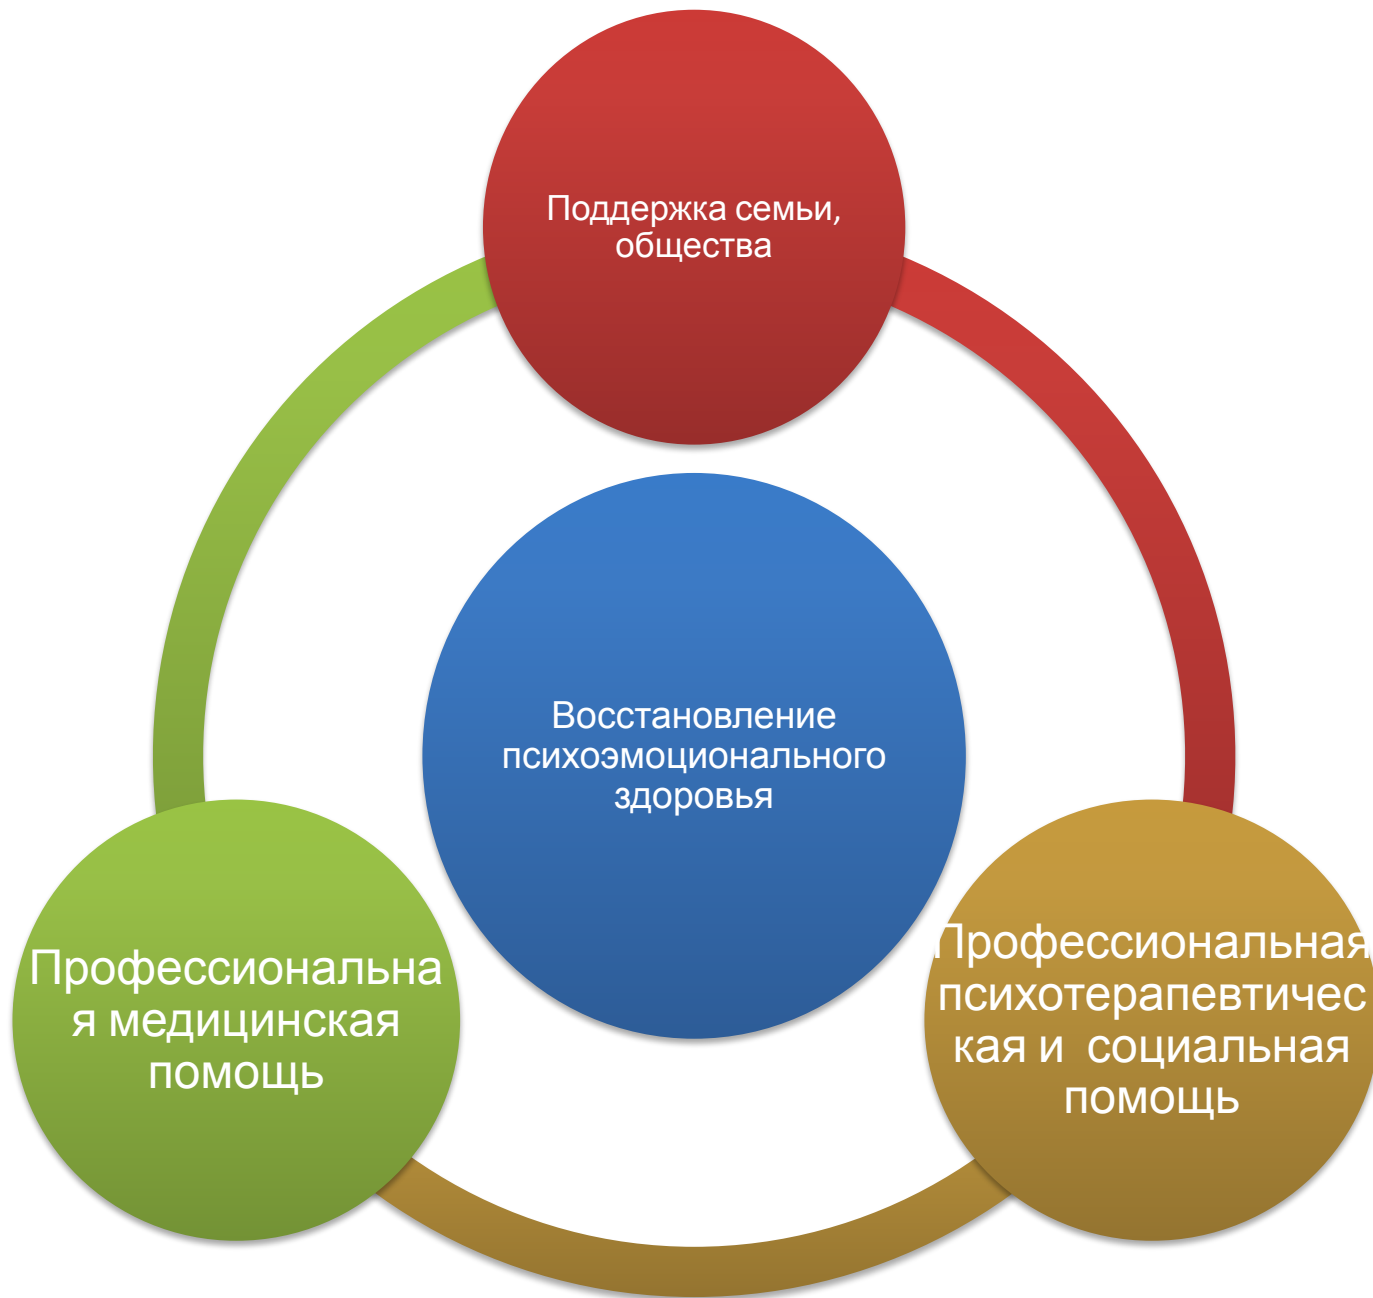 Поддержка семьи,
общества
Восстановление
психоэмоционального
здоровья
Профессиональна
я медицинская
помощь
Профессиональная
психотерапевтичес
кая и  социальная
помощь